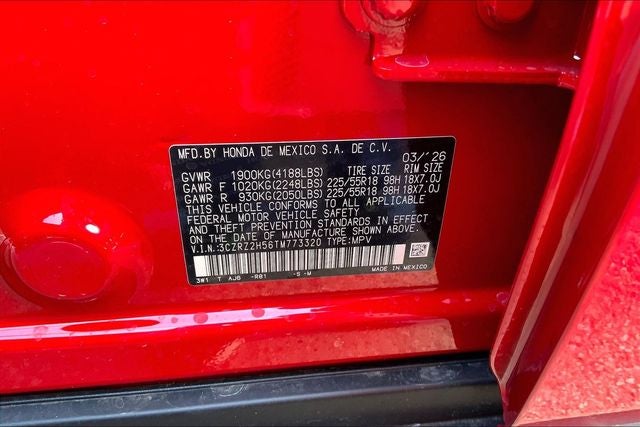 MFD.BY HONDA DE MEXICO S.A. DE C.V.
03/'26
GVWR 1900KG(4188LBS) TIRE SIZE RIM SIZE
GAWR F 1020KG(2248LBS) 225/55R18 98H 18X7.0J
GAWR R 930KG(2050LBS) 225/55R18 98H 18X7.0J
THIS VEHICLE CONFORMS TO ALL APPLICABLE
FEDERAL MOTOR VEHICLE SAFETY
AND THEFT PREVENTION STANDARDS IN EFFECT
ON THE DATE OF MANUFACTURE SHOWN ABOVE.
V.I.N.:3CZRZ2H56TM773320 TYPE:MPV
3W1 T AJB -R81 -S -M MADE IN MEXICO